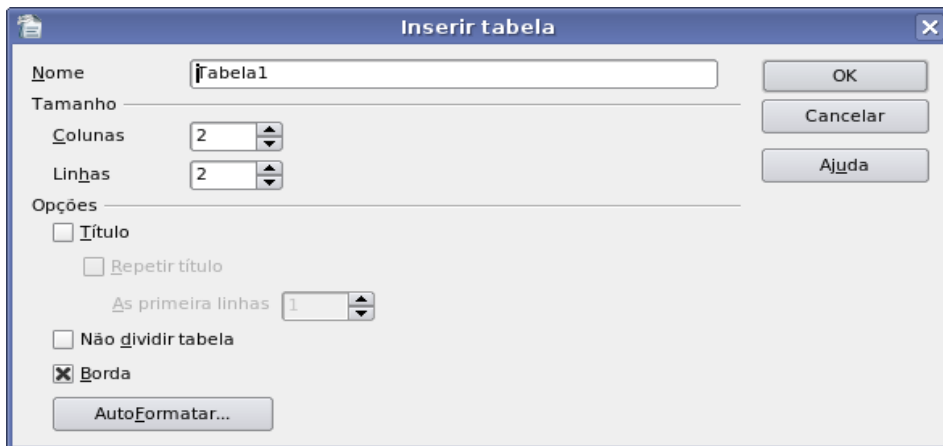 Inserir tabela
Nome Tabela1
OK
Tamanho
Cancelar
Colunas 2
Linhas 2
Ajuda
Opções
Título
Repetir título
As primeira linhas 1
Não dividir tabela
Borda
AutoFormatar...